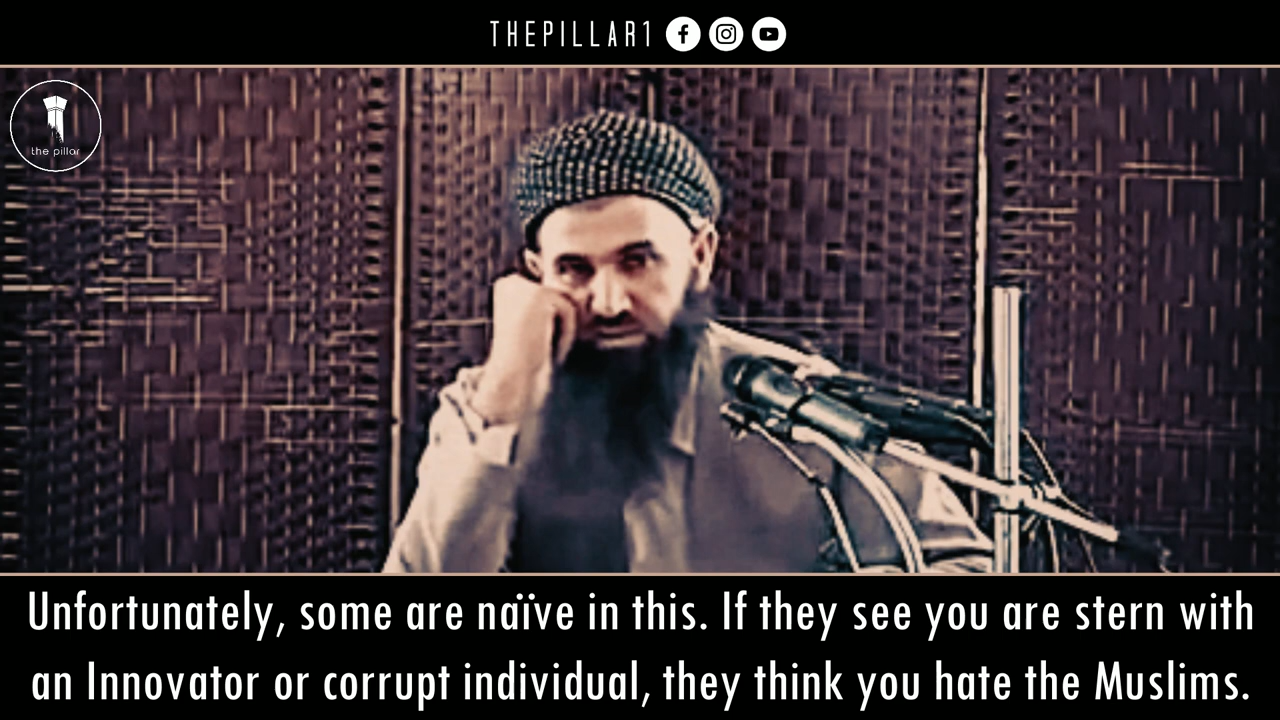 THEPILLAR1
the pillar
Unfortunately, some are naïve in this. If they see you are stern with
an Innovator or corrupt individual, they think you hate the Muslims.